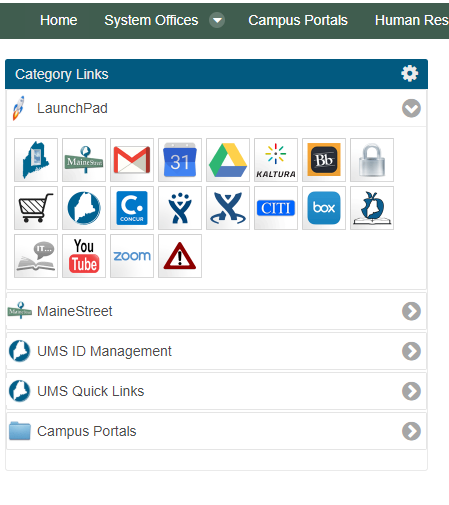 Home System Offices Campus Portals Human Res
Category Links
LaunchPad
MaineStreet 31 KALTURA Bb
C. CONCUR CITI box
IT... You Tube zoom
MaineStreet
UMS ID Management
UMS Quick Links
Campus Portals